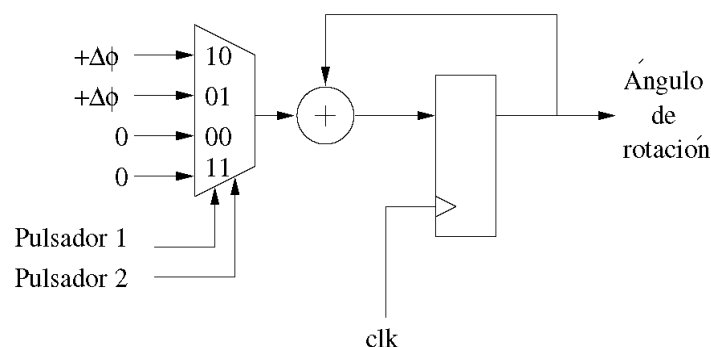 +Δϕ
10
+Δϕ
01
0
00
0
11
+
Ángulo
de
rotación
Pulsador 1
Pulsador 2
clk